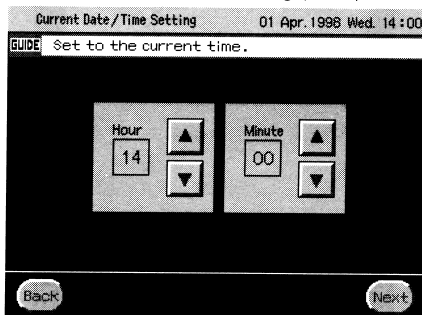 Current Date/Time Setting 01 Apr. 1998 Wed. 14:00
GUIDE Set to the current time.
Hour Minute
14 00
Back Next